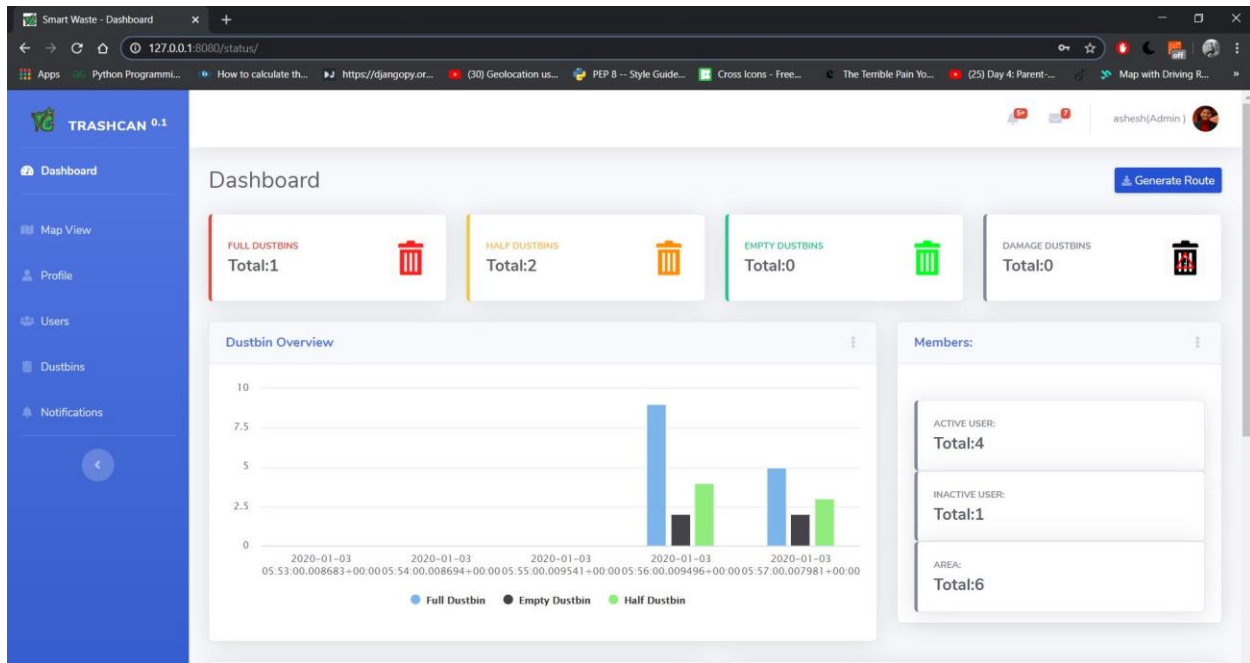 Smart Waste - Dashboard
127.0.0.1:8080/status/
Apps Python Programmi... How to calculate th... https://djangopy.or... (30) Geolocation us... PEP 8 -- Style Guide... Cross Icons - Free... The Terrible Pain Yo... (25) Day 4: Parent-... Map with Driving R... »
off
TRASHCAN 0.1
5+ 7 ashesh(Admin )
Dashboard
Map View
Profile
Users
Dustbins
Notifications
Dashboard
Generate Route
FULL DUSTBINS
Total:1
HALF DUSTBINS
Total:2
EMPTY DUSTBINS
Total:0
DAMAGE DUSTBINS
Total:0
Dustbin Overview
10
7.5
5
2.5
0
2020-01-03 2020-01-03 2020-01-03 2020-01-03 2020-01-03
05:53:00.008683+00:00 05:54:00.008694+00:00 05:55:00.009541+00:00 05:56:00.009496+00:00 05:57:00.007981+00:00
Full Dustbin Empty Dustbin Half Dustbin
Members:
ACTIVE USER:
Total:4
INACTIVE USER:
Total:1
AREA:
Total:6